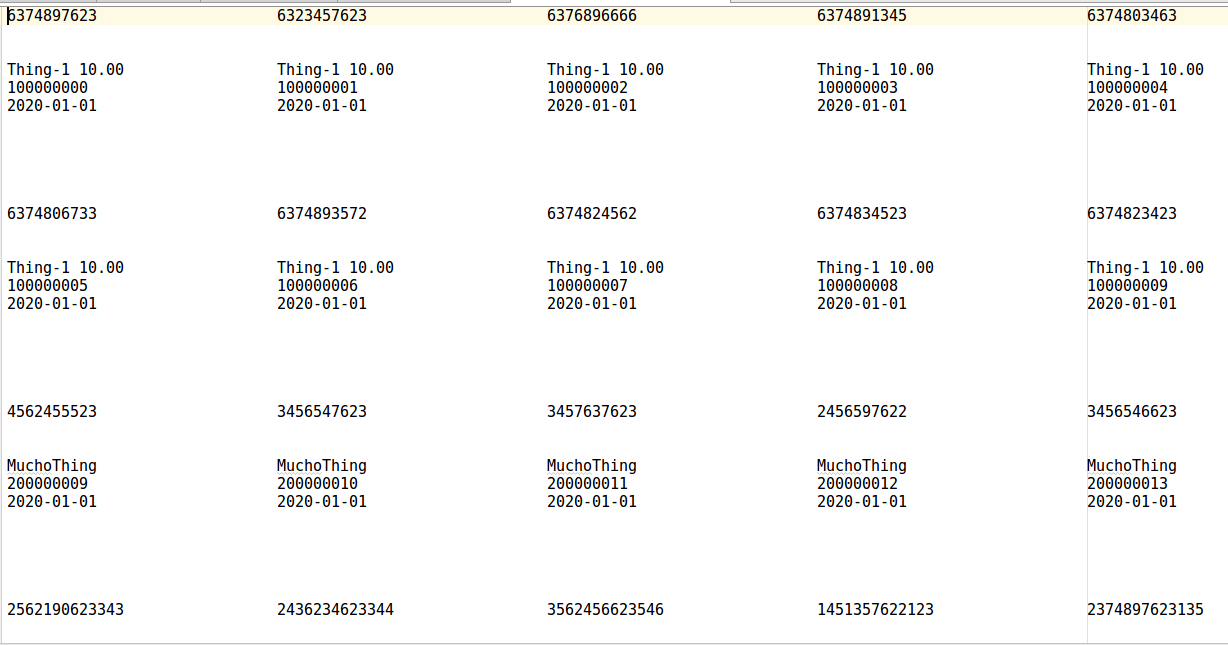 6374897623 6323457623 6376896666 6374891345 6374803463
Thing-1 10.00 Thing-1 10.00 Thing-1 10.00 Thing-1 10.00 Thing-1 10.00
100000000 100000001 100000002 100000003 100000004
2020-01-01 2020-01-01 2020-01-01 2020-01-01 2020-01-01
6374806733 6374893572 6374824562 6374834523 6374823423
Thing-1 10.00 Thing-1 10.00 Thing-1 10.00 Thing-1 10.00 Thing-1 10.00
100000005 100000006 100000007 100000008 100000009
2020-01-01 2020-01-01 2020-01-01 2020-01-01 2020-01-01
4562455523 3456547623 3457637623 2456597622 3456546623
MuchoThing MuchoThing MuchoThing MuchoThing MuchoThing
200000009 200000010 200000011 200000012 200000013
2020-01-01 2020-01-01 2020-01-01 2020-01-01 2020-01-01
2562190623343 2436234623344 3562456623546 1451357622123 2374897623135